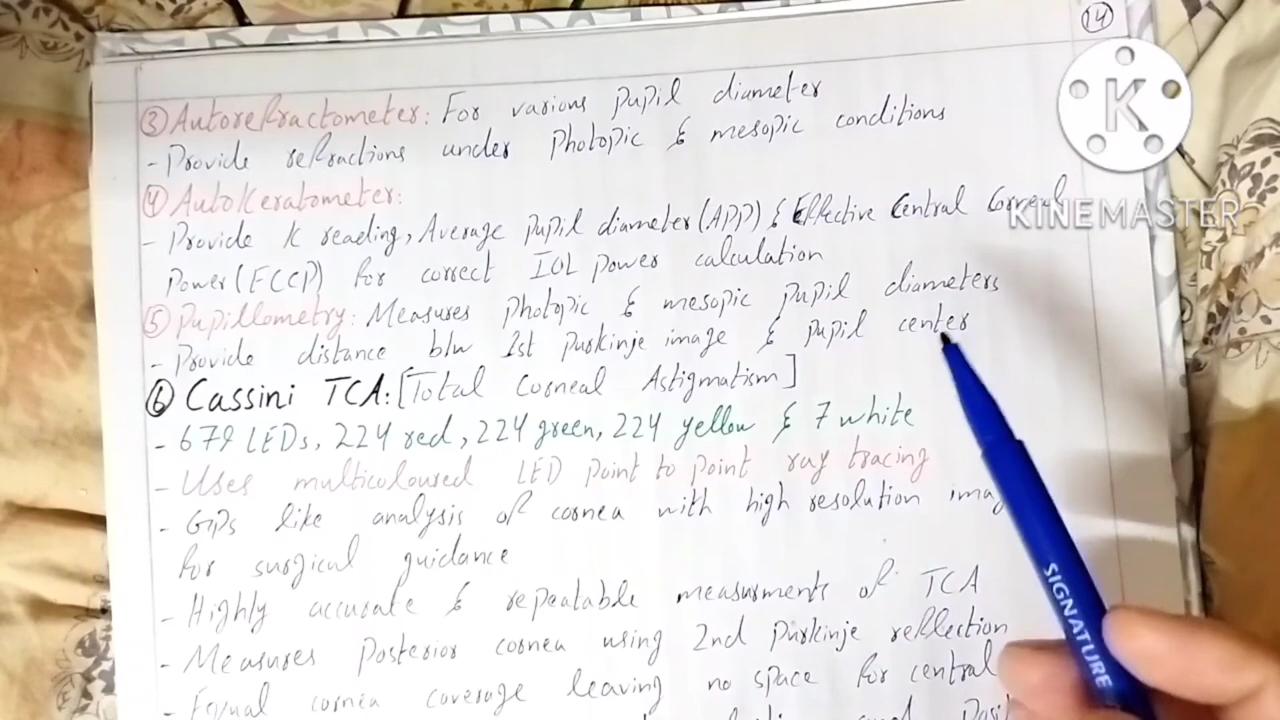 14
③ Autorefractometer: For various pupil diameter
- Provide refractions under Photopic & mesopic conditions
④ AutoKeratometer:
- Provide K reading, Average pupil diameter (APP) & Effective Central Corneal
Power (ECCP) for correct IOL power calculation
⑤ Pupillometry: Measures photopic & mesopic pupil diameters
- Provide distance b/w 1st purkinje image & pupil center
⑥ Cassini TCA: [Total Corneal Astigmatism]
- 679 LEDs, 224 red, 224 green, 224 yellow & 7 white
- Uses multicoloured LED point to point ray tracing
- GPS like analysis of cornea with high resolution imag
for surgical guidance
- Highly accurate & repeatable measurments of TCA
- Measures Posterior cornea using 2nd purkinje reflection
- Equal cornea coverage leaving no space for central
K
KINEMASTER
SIGNATURE